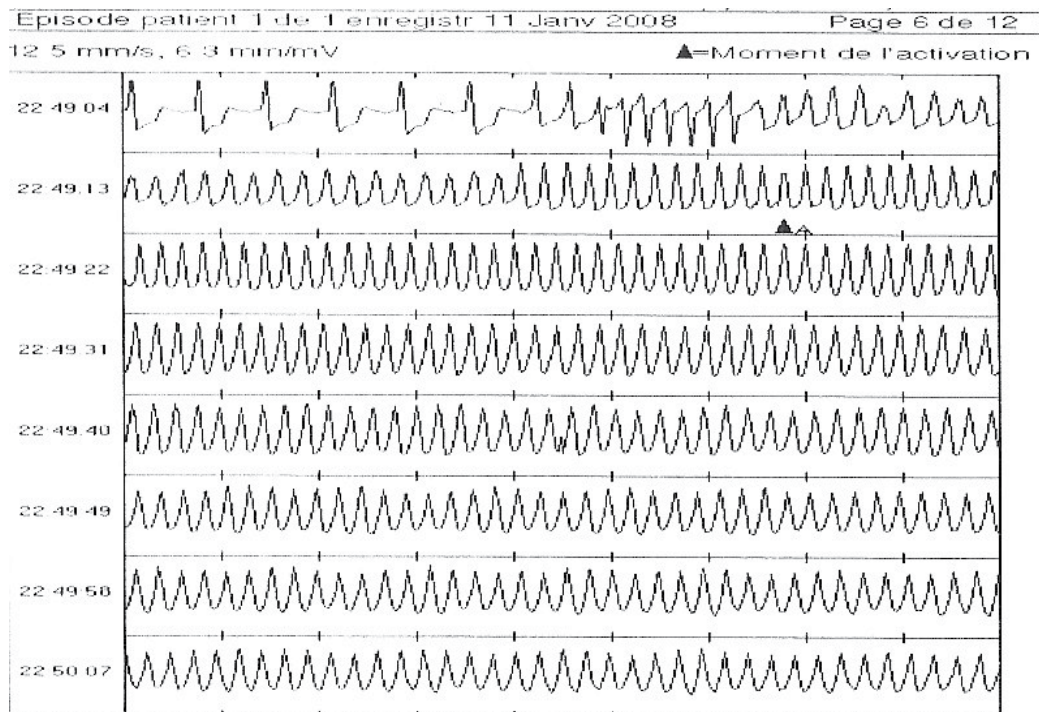 Episode patient 1 de 1 enregistr 11 Janv 2008 Page 6 de 12
12 5 mm/s, 6 3 mm/mV ▲=Moment de l'activation
22 49 04
22 49.13
22 49 22
22 49.31
22 49.40
22 49 49
22 49 58
22 50 07